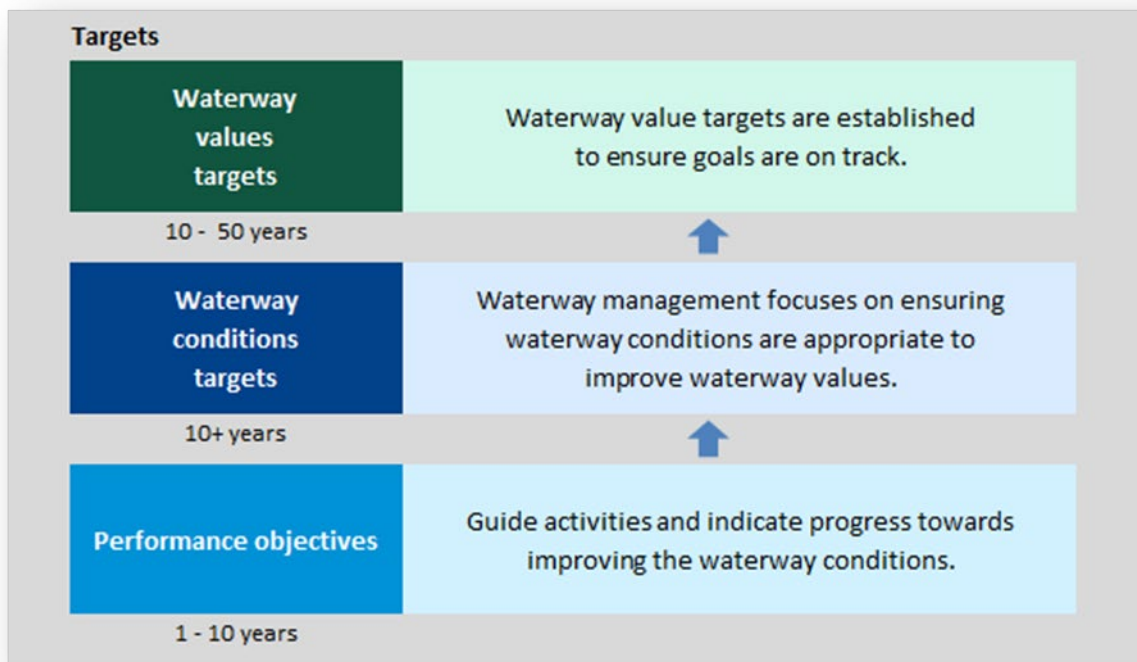 Targets
Waterway
values
targets
Waterway value targets are established
to ensure goals are on track.
10 - 50 years
Waterway
conditions
targets
Waterway management focuses on ensuring
waterway conditions are appropriate to
improve waterway values.
10+ years
Performance objectives
Guide activities and indicate progress towards
improving the waterway conditions.
1 - 10 years